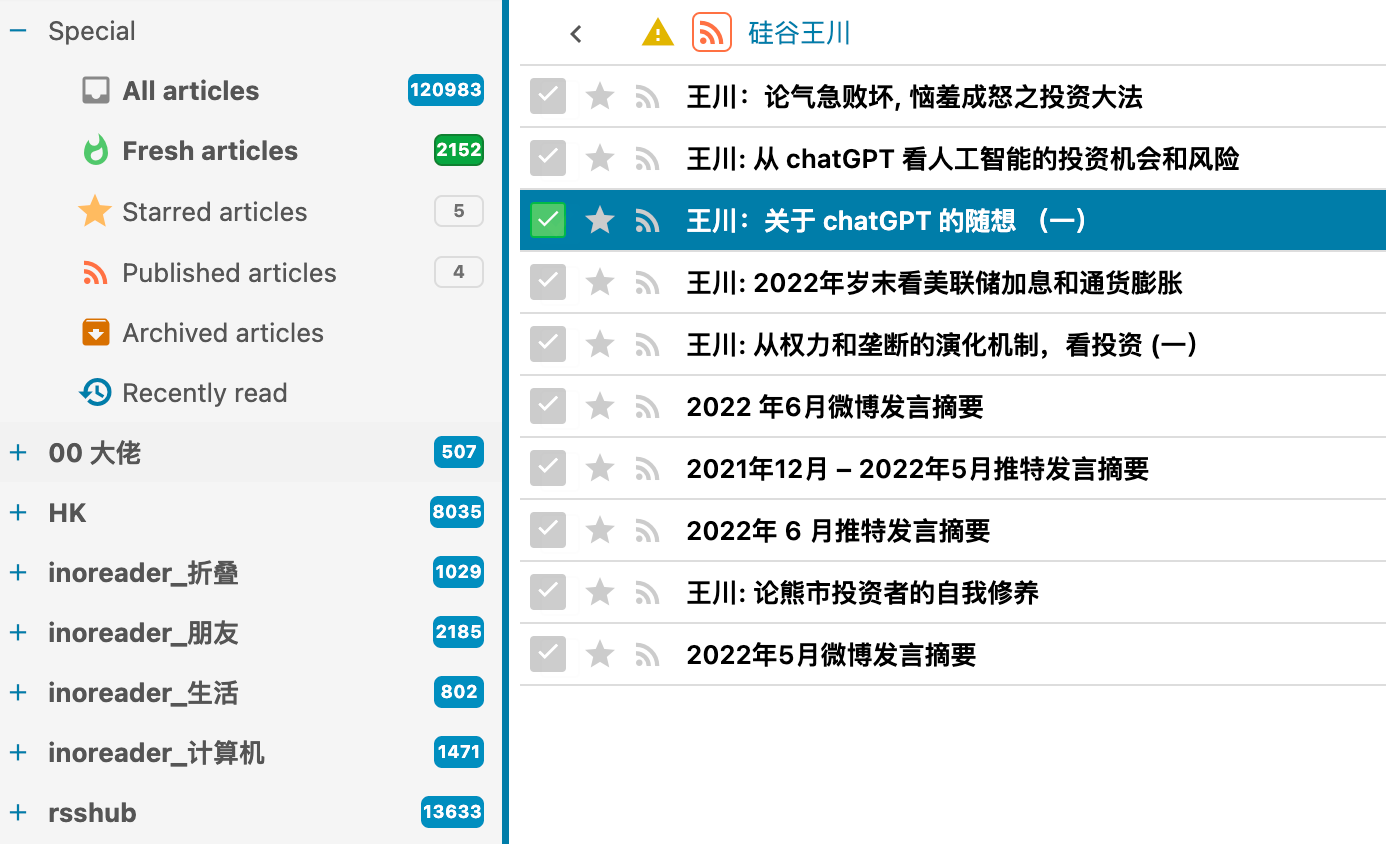 Special
All articles 120983
Fresh articles 2152
Starred articles 5
Published articles 4
Archived articles
Recently read
00 大佬 507
HK 8035
inoreader_折叠 1029
inoreader_朋友 2185
inoreader_生活 802
inoreader_计算机 1471
rsshub 13633
硅谷王川
王川：论气急败坏, 恼羞成怒之投资大法
王川: 从 chatGPT 看人工智能的投资机会和风险
王川：关于 chatGPT 的随想 （一）
王川: 2022年岁末看美联储加息和通货膨胀
王川: 从权力和垄断的演化机制，看投资 (一）
2022 年6月微博发言摘要
2021年12月 – 2022年5月推特发言摘要
2022年 6 月推特发言摘要
王川: 论熊市投资者的自我修养
2022年5月微博发言摘要